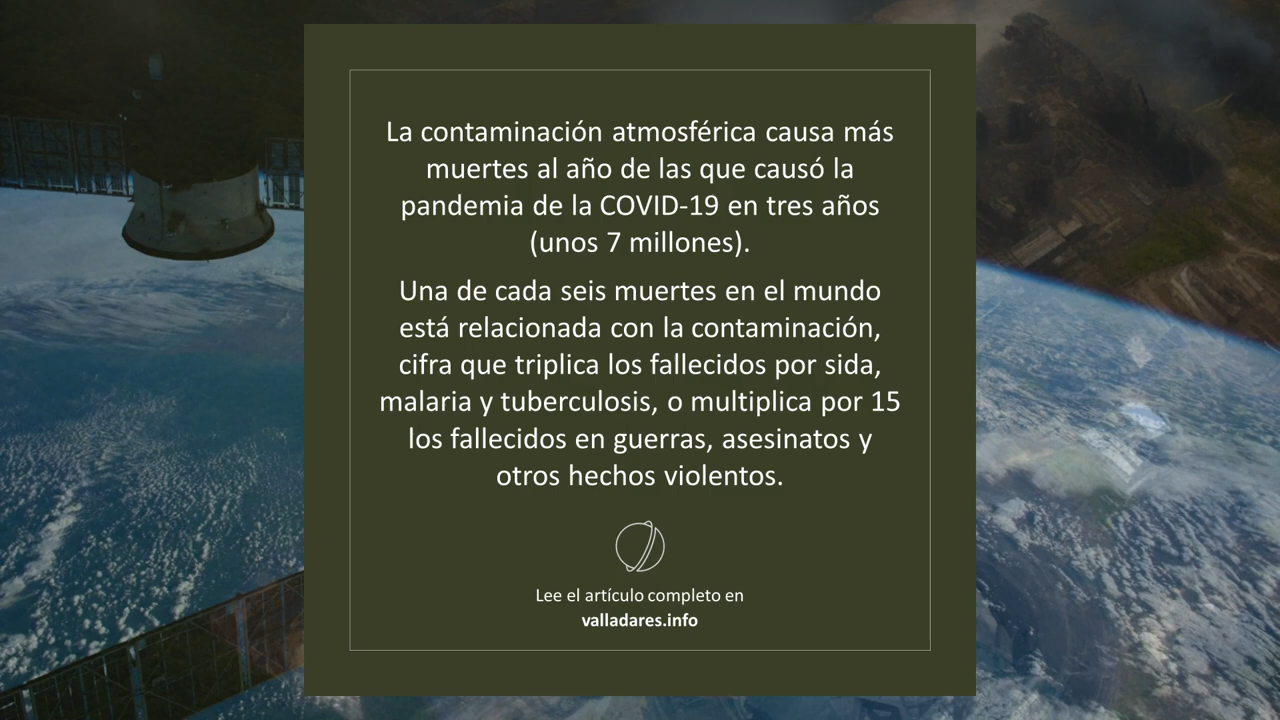 La contaminación atmosférica causa más
muertes al año de las que causó la
pandemia de la COVID-19 en tres años
(unos 7 millones).
Una de cada seis muertes en el mundo
está relacionada con la contaminación,
cifra que triplica los fallecidos por sida,
malaria y tuberculosis, o multiplica por 15
los fallecidos en guerras, asesinatos y
otros hechos violentos.
Lee el artículo completo en
valladares.info